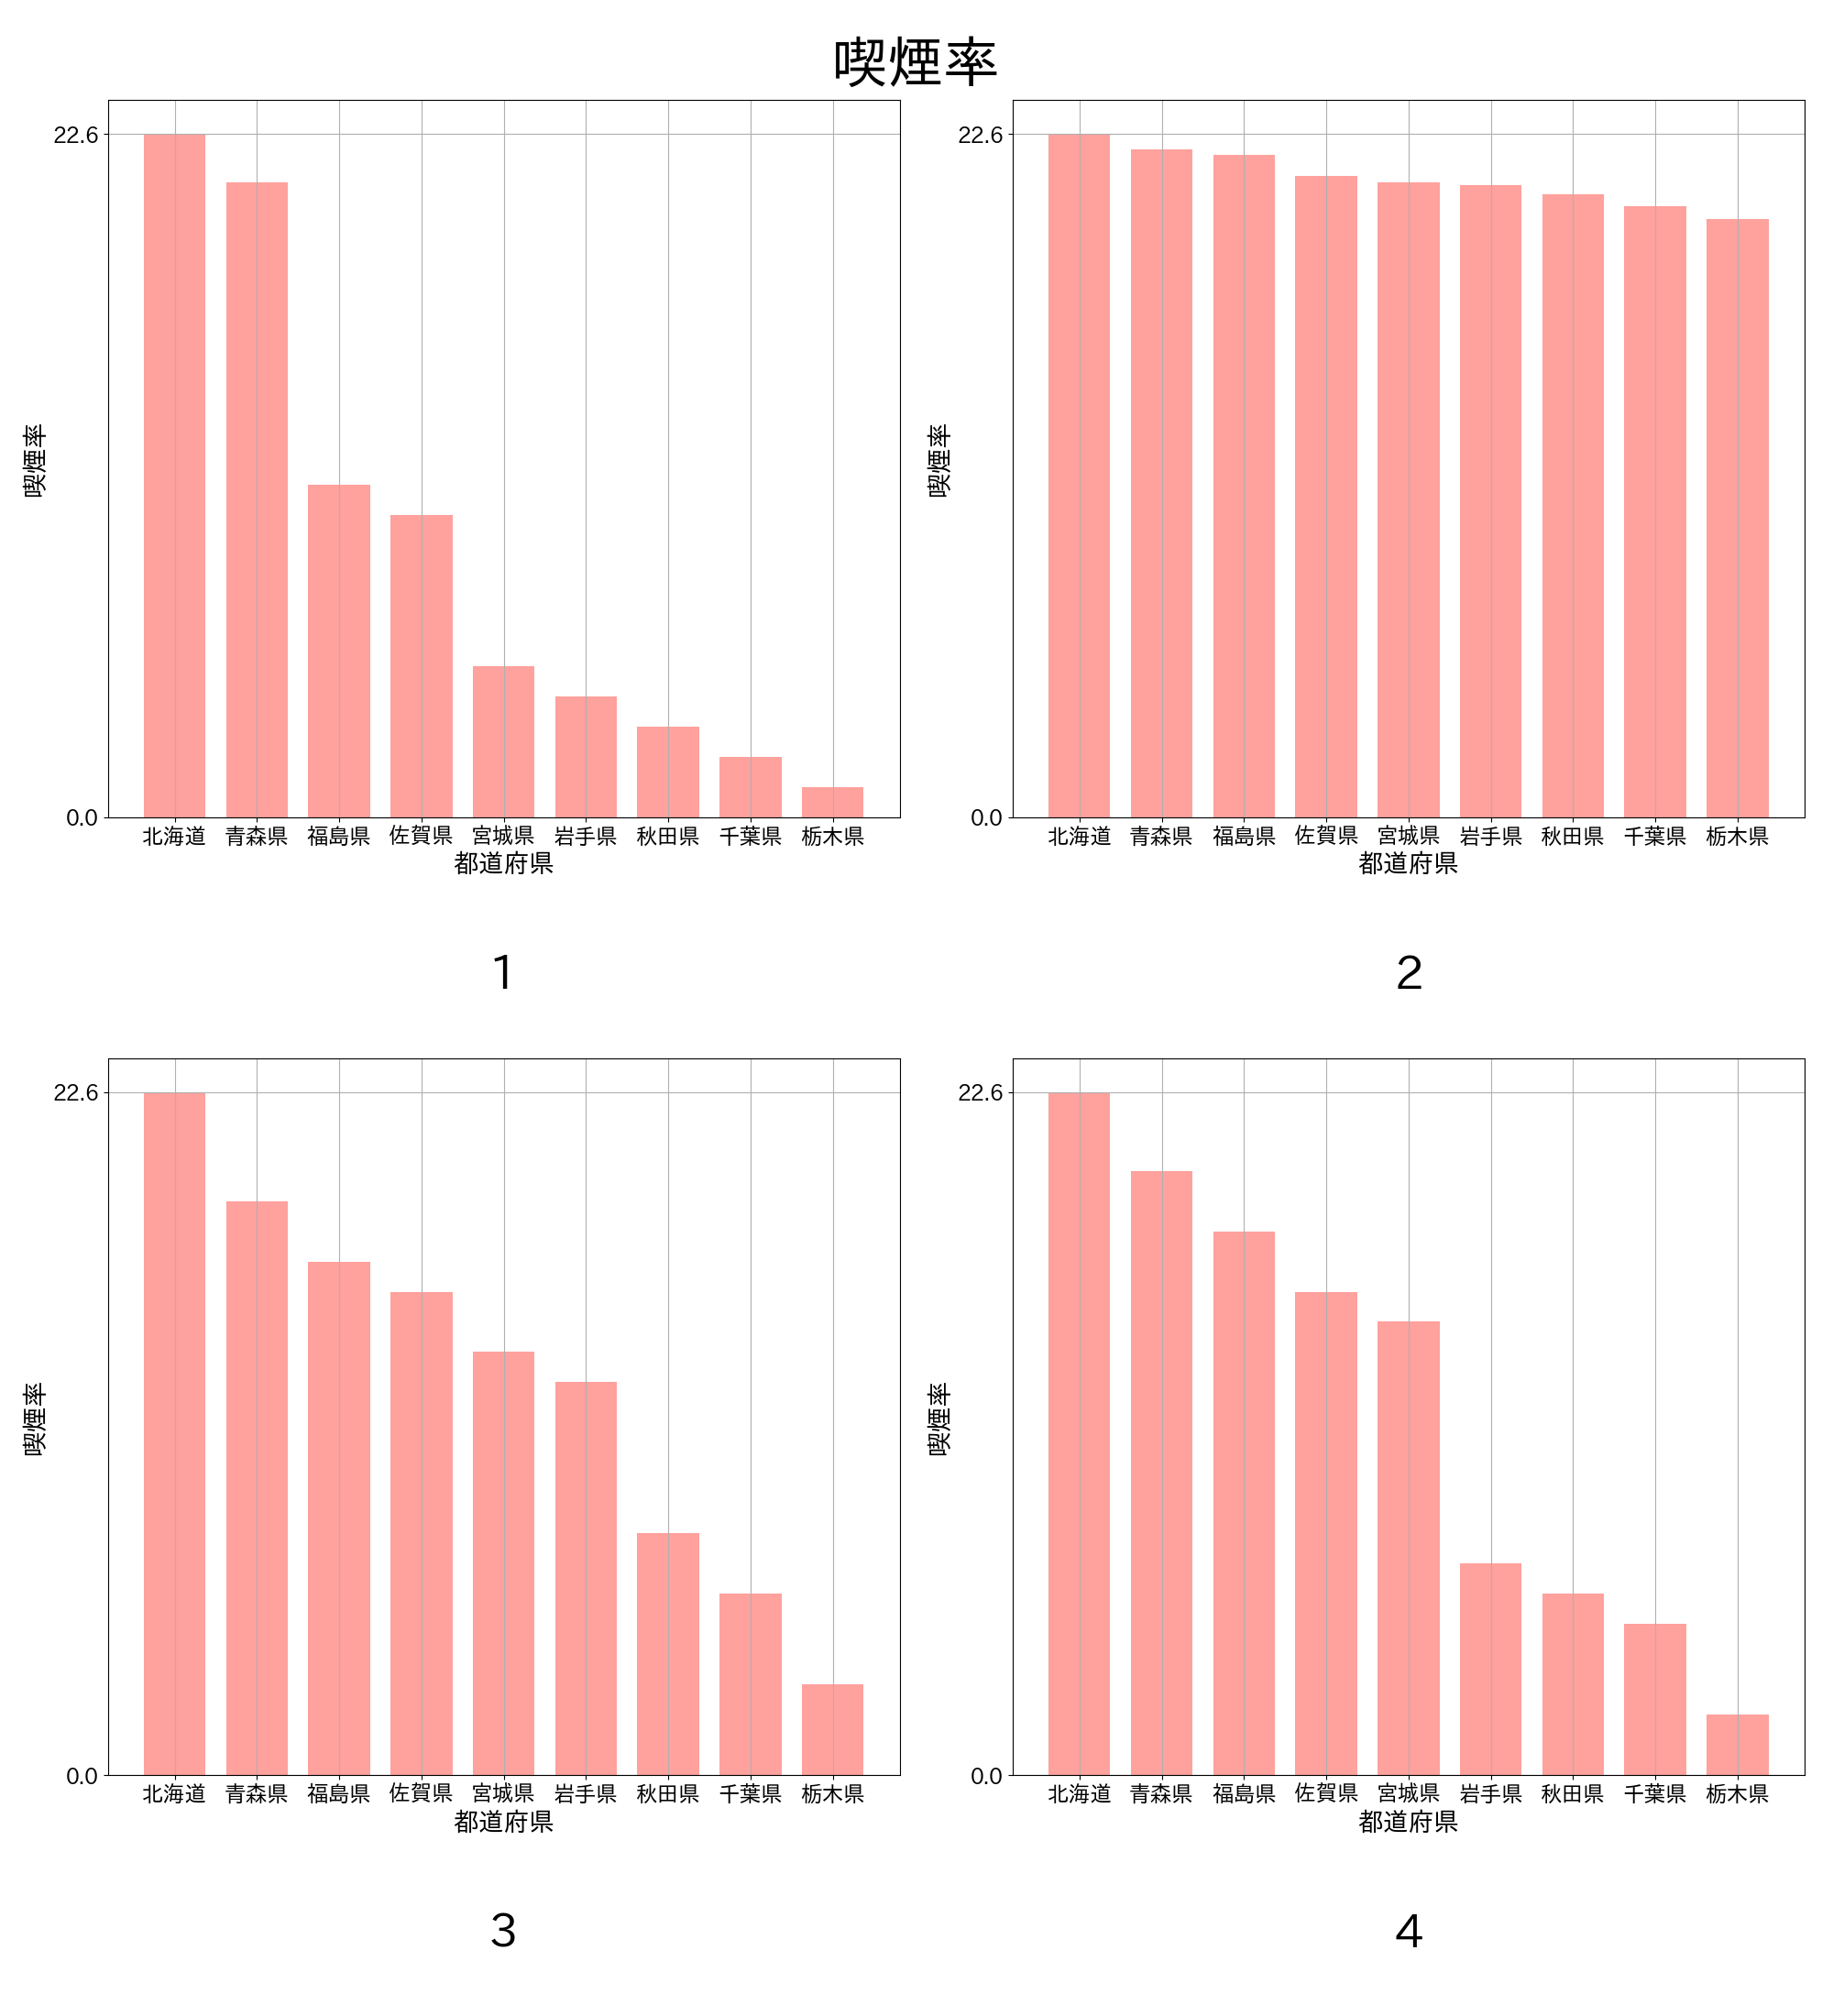 喫煙率
22.6
0.0
喫煙率
北海道 青森県 福島県 佐賀県 宮城県 岩手県 秋田県 千葉県 栃木県
都道府県
1
22.6
0.0
喫煙率
北海道 青森県 福島県 佐賀県 宮城県 岩手県 秋田県 千葉県 栃木県
都道府県
2
22.6
0.0
喫煙率
北海道 青森県 福島県 佐賀県 宮城県 岩手県 秋田県 千葉県 栃木県
都道府県
3
22.6
0.0
喫煙率
北海道 青森県 福島県 佐賀県 宮城県 岩手県 秋田県 千葉県 栃木県
都道府県
4